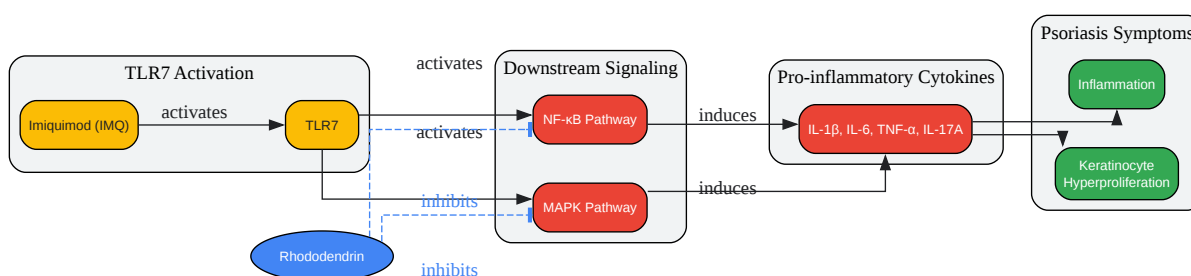 Psoriasis Symptoms
TLR7 Activation
activates
Downstream Signaling
Pro-inflammatory Cytokines
Inflammation
Imiquimod (IMQ)
activates
TLR7
NF-κB Pathway
activates
induces
IL-1β, IL-6, TNF-α, IL-17A
Keratinocyte
Hyperproliferation
inhibits
MAPK Pathway
induces
Rhododendrin
inhibits